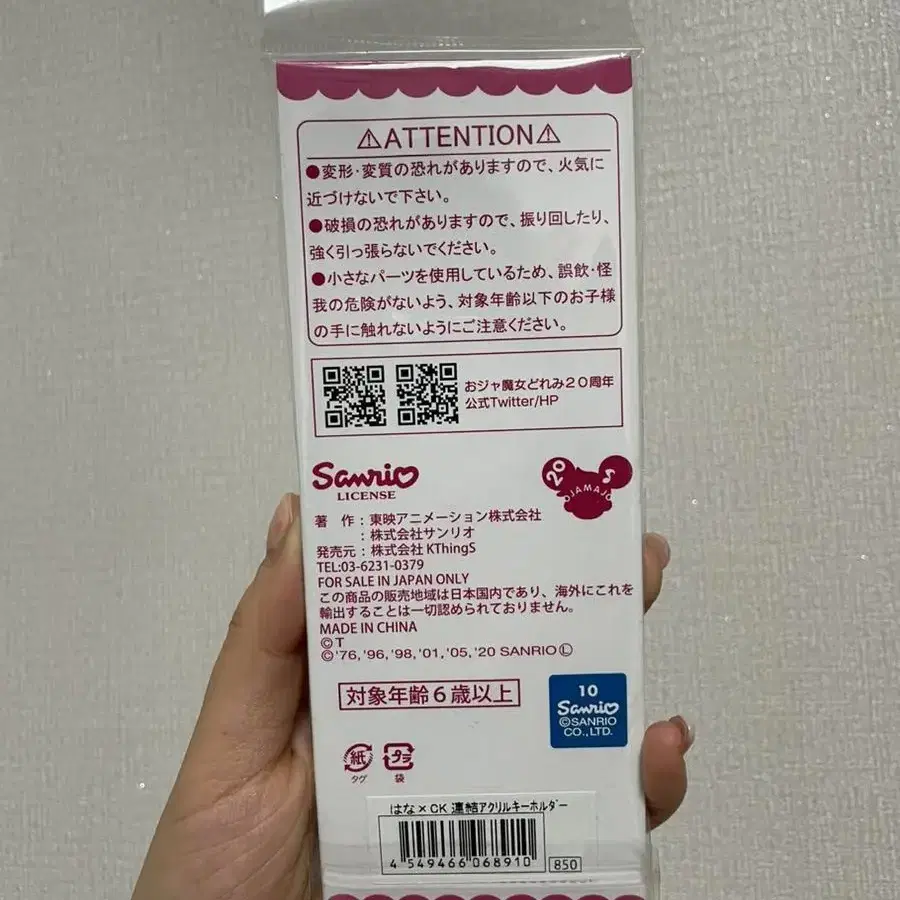 ⚠ATTENTION⚠
●変形・変質の恐れがありますので、火気に
近づけないで下さい。
●破損の恐れがありますので、振り回したり、
強く引っ張らないでください。
●小さなパーツを使用しているため、誤飲・怪
我の危険がないよう、対象年齢以下のお子様
の手に触れないようにご注意ください。
おジャ魔女どれみ20周年
公式Twitter/HP
Sanrio
LICENSE
20
OJAMAJO
著 作:東映アニメーション株式会社
:株式会社サンリオ
発売元:株式会社 KThingS
TEL:03-6231-0379
FOR SALE IN JAPAN ONLY
この商品の販売地域は日本国内であり、海外にこれを
輸出することは一切認められておりません。
MADE IN CHINA
©T
©'76,'96,'98,'01,'05,'20 SANRIO Ⓛ
対象年齢6歳以上
10
Sanrio
©SANRIO
CO.,LTD.
紙
タグ
プラ
袋
はな×CK 連結アクリルキーホルダー
4 549466 068910
850